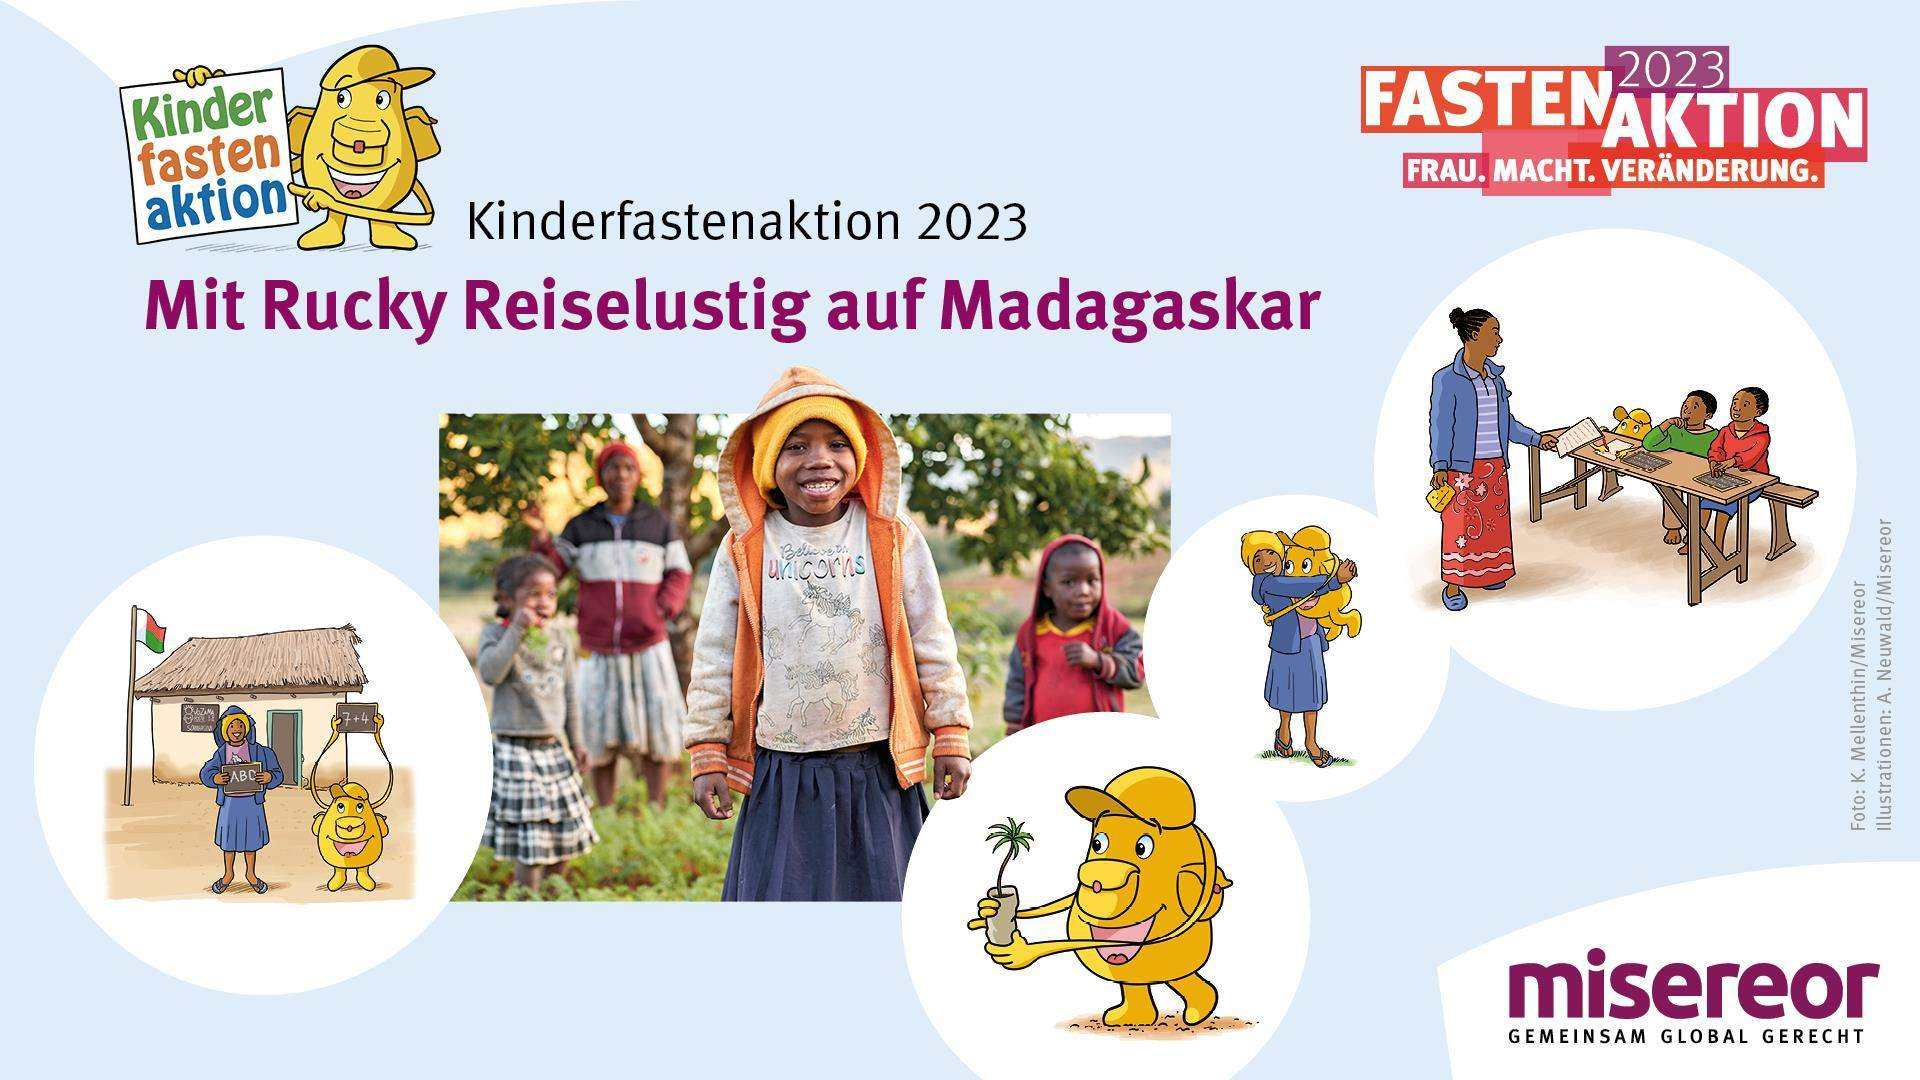 Kinder
fasten
aktion
2023
FASTENAKTION
FRAU. MACHT. VERÄNDERUNG.
Kinderfastenaktion 2023
Mit Rucky Reiselustig auf Madagaskar
Believe in
unicorns
7+4
ABC
Foto: K. Mellenthin/Misereor
Illustrationen: A. Neuwald/Misereor
misereor
GEMEINSAM GLOBAL GERECHT